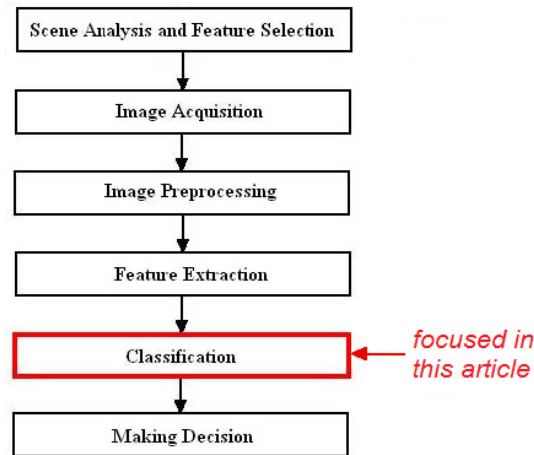 Scene Analysis and Feature Selection
Image Acquisition
Image Preprocessing
Feature Extraction
Classification
focused in
this article
Making Decision